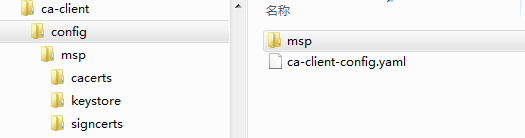 ca-client
config
msp
cacerts
keystore
signcerts
名称
msp
ca-client-config.yaml